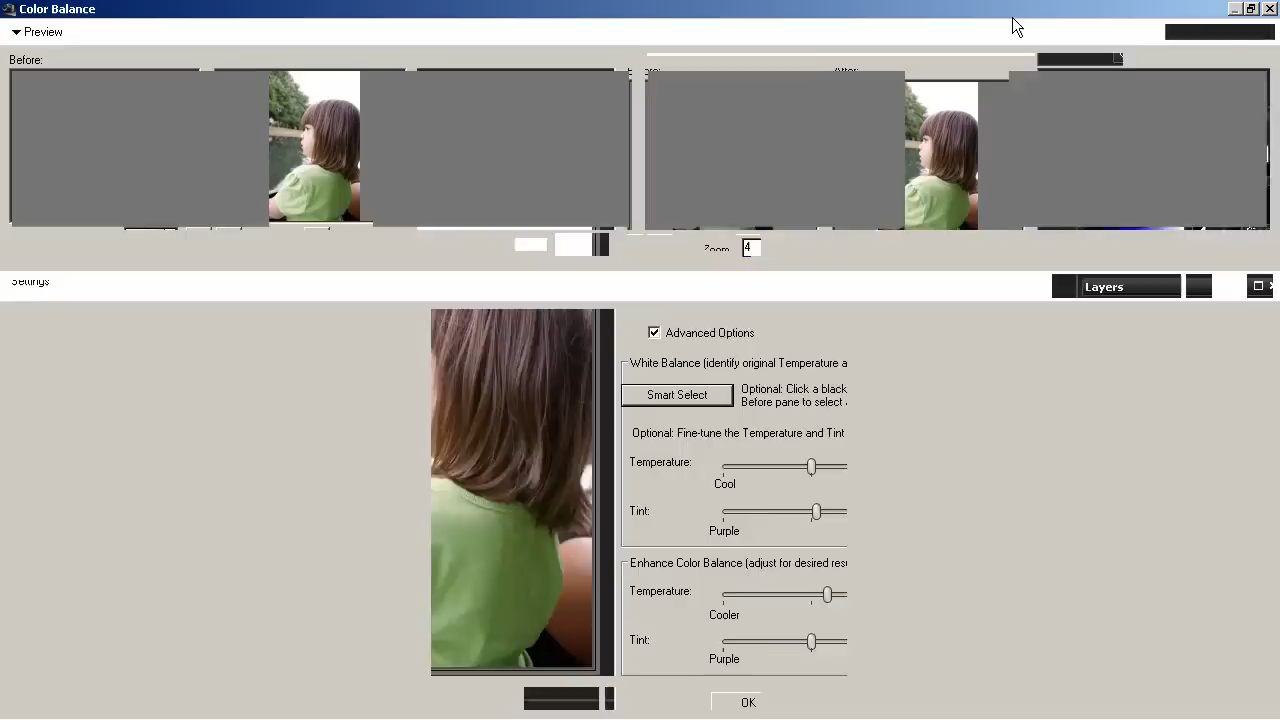 Color Balance
Preview
Before:
After:
Zoom
4
Settings
Layers
Advanced Options
White Balance (identify original Temperature a
Smart Select
Optional: Click a black
Before pane to select
Optional: Fine-tune the Temperature and Tint
Temperature:
Cool
Tint:
Purple
Enhance Color Balance (adjust for desired resu
Temperature:
Cooler
Tint:
Purple
OK